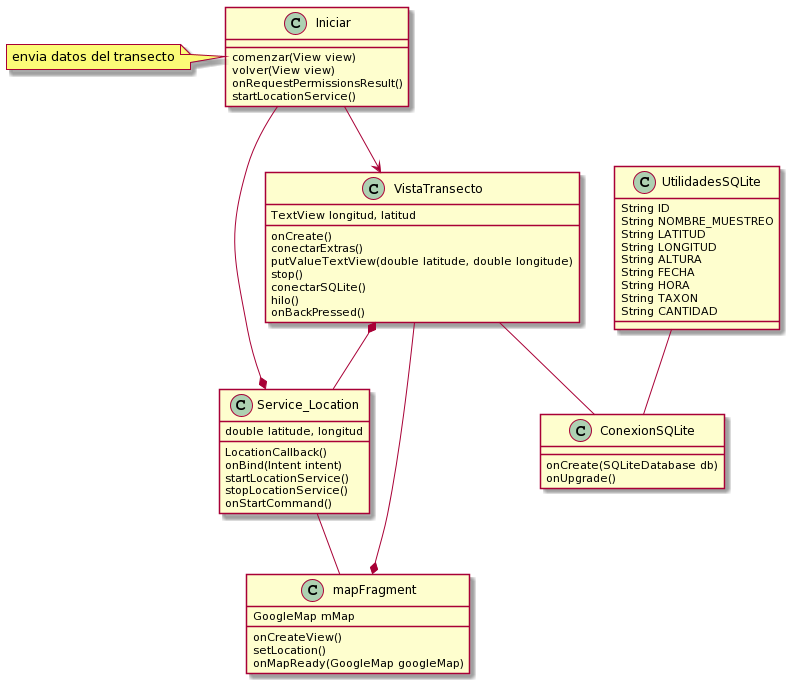 C Iniciar
envia datos del transecto
comenzar(View view)
volver(View view)
onRequestPermissionsResult()
startLocationService()
C VistaTransecto
TextView longitud, latitud
onCreate()
conectarExtras()
putValueTextView(double latitude, double longitude)
stop()
conectarSQLite()
hilo()
onBackPressed()
C UtilidadesSQLite
String ID
String NOMBRE_MUESTREO
String LATITUD
String LONGITUD
String ALTURA
String FECHA
String HORA
String TAXON
String CANTIDAD
C Service_Location
double latitude, longitud
LocationCallback()
onBind(Intent intent)
startLocationService()
stopLocationService()
onStartCommand()
C ConexionSQLite
onCreate(SQLiteDatabase db)
onUpgrade()
C mapFragment
GoogleMap mMap
onCreateView()
setLocation()
onMapReady(GoogleMap googleMap)